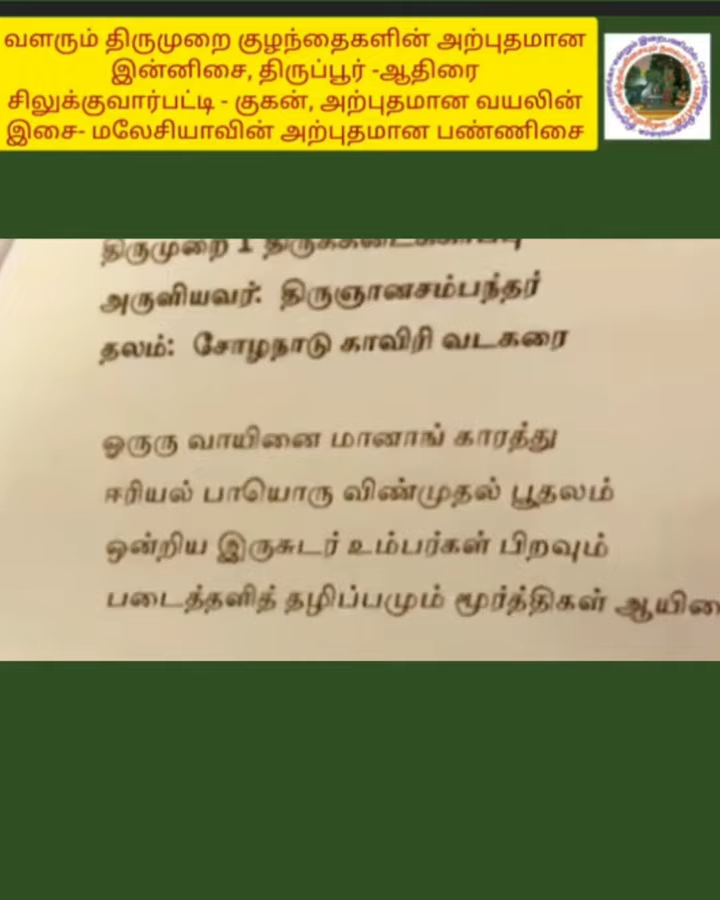 வளரும் திருமுறை குழந்தைகளின் அற்புதமான
இன்னிசை, திருப்பூர் -ஆதிரை
சிலுக்குவார்பட்டி - குகன், அற்புதமான வயலின்
இசை- மலேசியாவின் அற்புதமான பண்ணிசை
திருமுறை 1
அருளியவர்: திருஞானசம்பந்தர்
தலம்: சோழநாடு காவிரி வடகரை
ஒருரு வாயினை மானாங் காரத்து
ஈரியல் பாயொரு விண்முதல் பூதலம்
ஒன்றிய இருசுடர் உம்பர்கள் பிறவும்
படைத்தளித் தழிப்பமும் மூர்த்திகள்